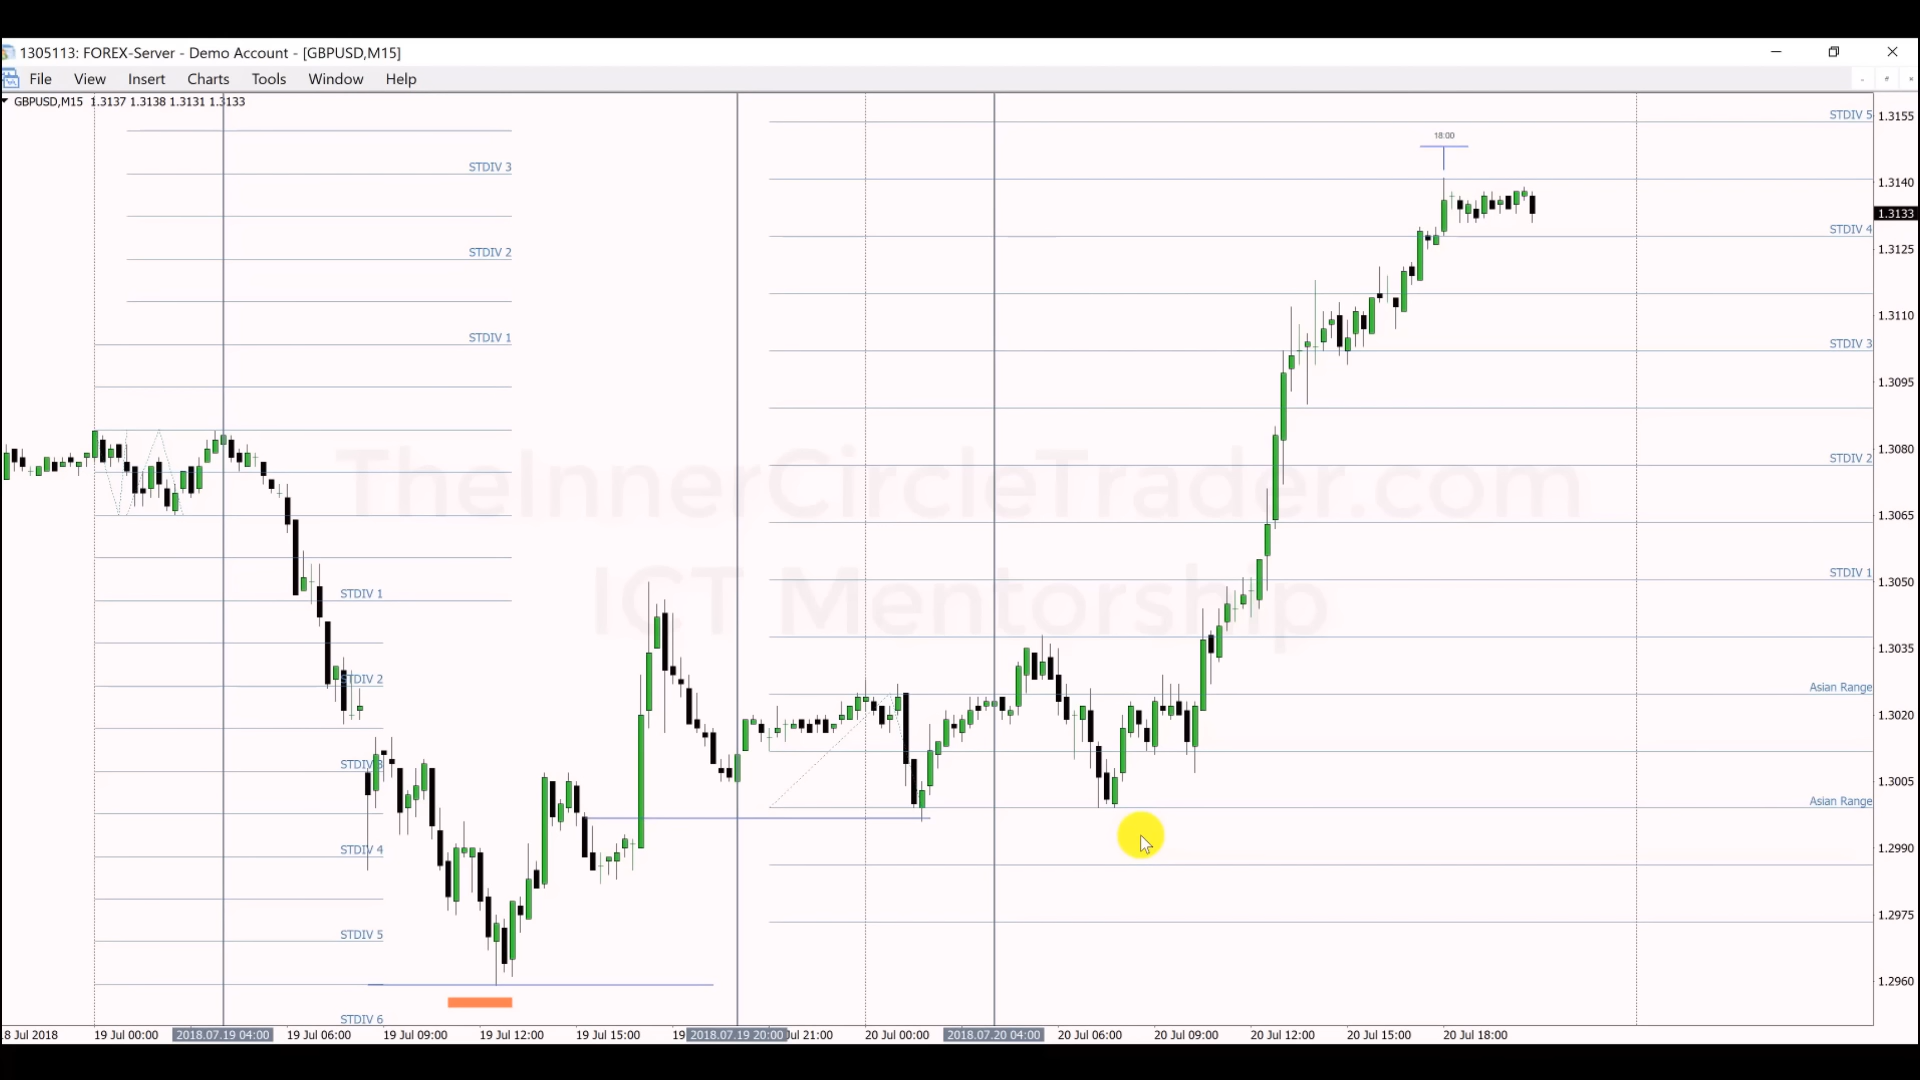 1305113: FOREX-Server - Demo Account - [GBPUSD,M15]
File View Insert Charts Tools Window Help
GBPUSD,M15 1.3137 1.3138 1.3131 1.3133
STDIV 5 1.3155
18:00
STDIV 3
1.3140
1.3133
STDIV 4
STDIV 2 1.3125
1.3110
STDIV 1 STDIV 3
1.3095
1.3080
STDIV 2
TheInnerCircleTrader.com
1.3065
STDIV 1
1.3050
STDIV 1
ICT Mentorship
1.3035
STDIV 2 Asian Range
1.3020
STDIV 3 1.3005
Asian Range
STDIV 4 1.2990
1.2975
STDIV 5
1.2960
STDIV 6
8 Jul 2018 19 Jul 00:00 2018.07.19 04:00 19 Jul 06:00 19 Jul 09:00 19 Jul 12:00 19 Jul 15:00 19 2018.07.19 20:00 Jul 21:00 20 Jul 00:00 2018.07.20 04:00 20 Jul 06:00 20 Jul 09:00 20 Jul 12:00 20 Jul 15:00 20 Jul 18:00